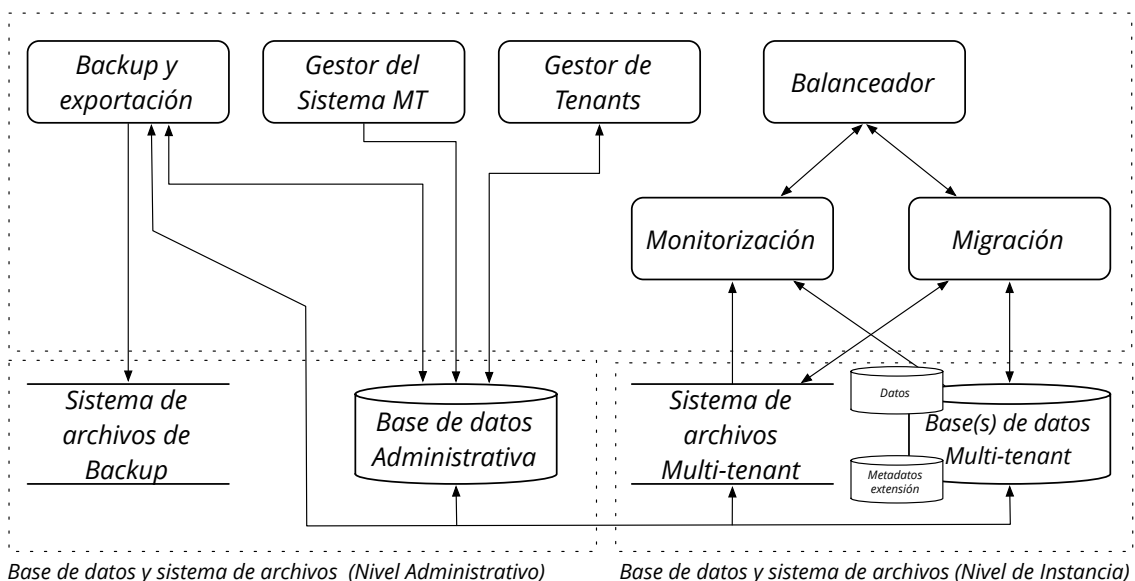 Backup y
exportación
Gestor del
Sistema MT
Gestor de
Tenants
Balanceador
Monitorización
Migración
Sistema de
archivos de
Backup
Base de datos
Administrativa
Sistema de
archivos
Multi-tenant
Datos
Metadatos
extensión
Base(s) de datos
Multi-tenant
Base de datos y sistema de archivos (Nivel Administrativo)
Base de datos y sistema de archivos (Nivel de Instancia)